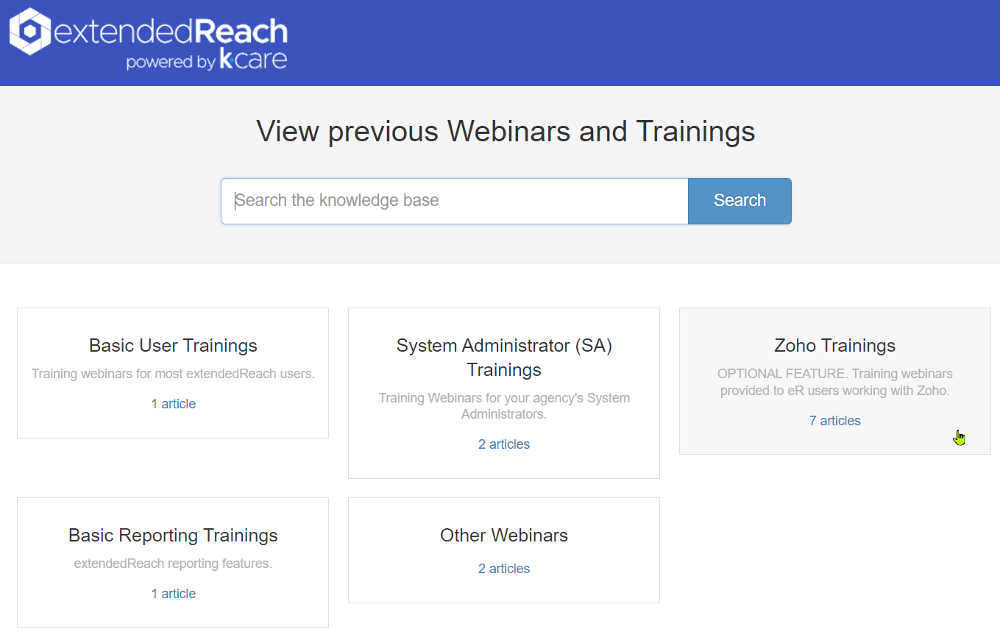 extendedReach
powered by kcare
View previous Webinars and Trainings
Search the knowledge base
Search
Basic User Trainings
Training webinars for most extendedReach users.
1 article
System Administrator (SA)
Trainings
Training Webinars for your agency's System
Administrators.
2 articles
Zoho Trainings
OPTIONAL FEATURE. Training webinars
provided to eR users working with Zoho.
7 articles
Basic Reporting Trainings
extendedReach reporting features.
1 article
Other Webinars
2 articles